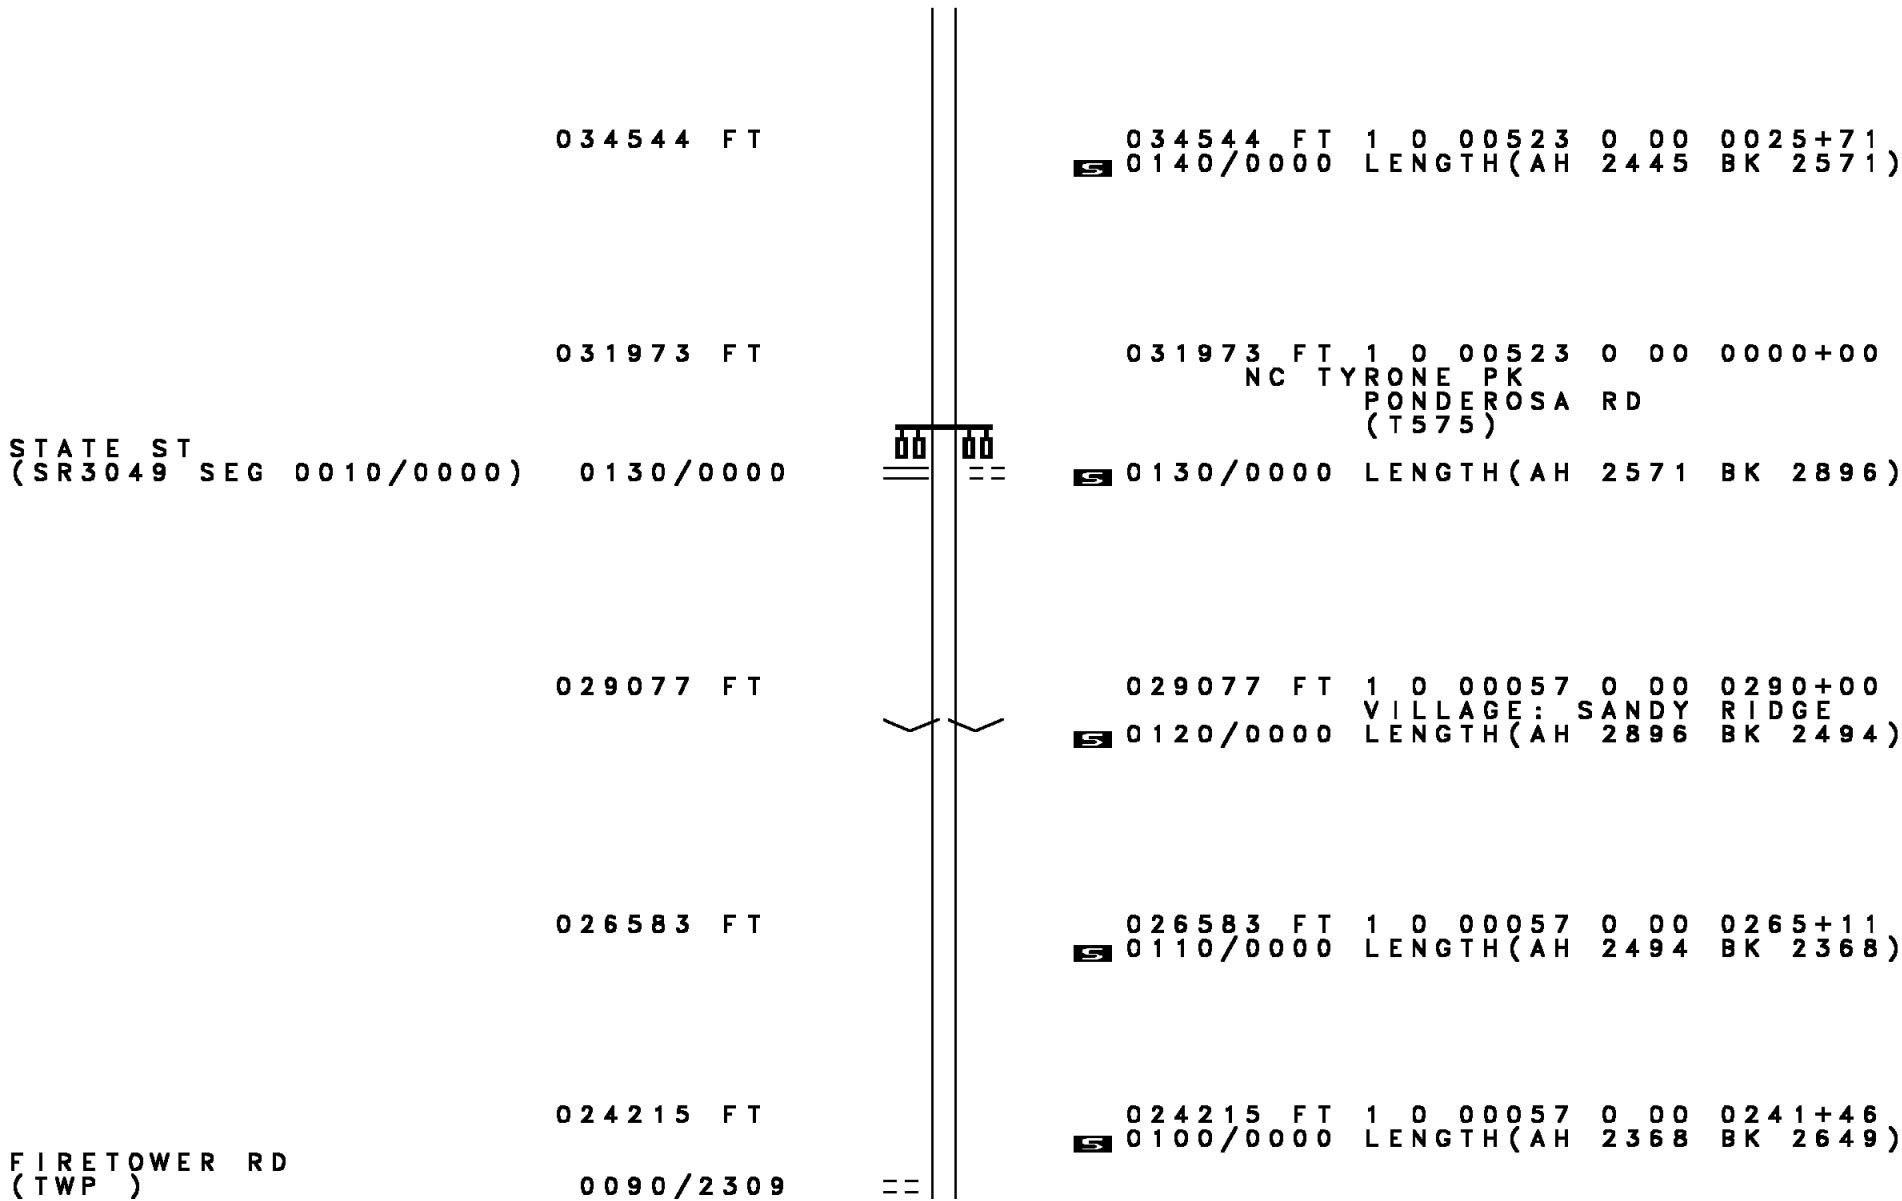 034544 FT 034544 FT 1 0 00523 0 00 0025+71
S 0140/0000 LENGTH(AH 2445 BK 2571)
031973 FT 031973 FT 1 0 00523 0 00 0000+00
NC TYRONE PK
PONDEROSA RD
(T575)
STATE ST
(SR3049 SEG 0010/0000) 0130/0000 S 0130/0000 LENGTH(AH 2571 BK 2896)
029077 FT 029077 FT 1 0 00057 0 00 0290+00
VILLAGE: SANDY RIDGE
S 0120/0000 LENGTH(AH 2896 BK 2494)
026583 FT 026583 FT 1 0 00057 0 00 0265+11
S 0110/0000 LENGTH(AH 2494 BK 2368)
024215 FT 024215 FT 1 0 00057 0 00 0241+46
S 0100/0000 LENGTH(AH 2368 BK 2649)
FIRETOWER RD
(TWP ) 0090/2309